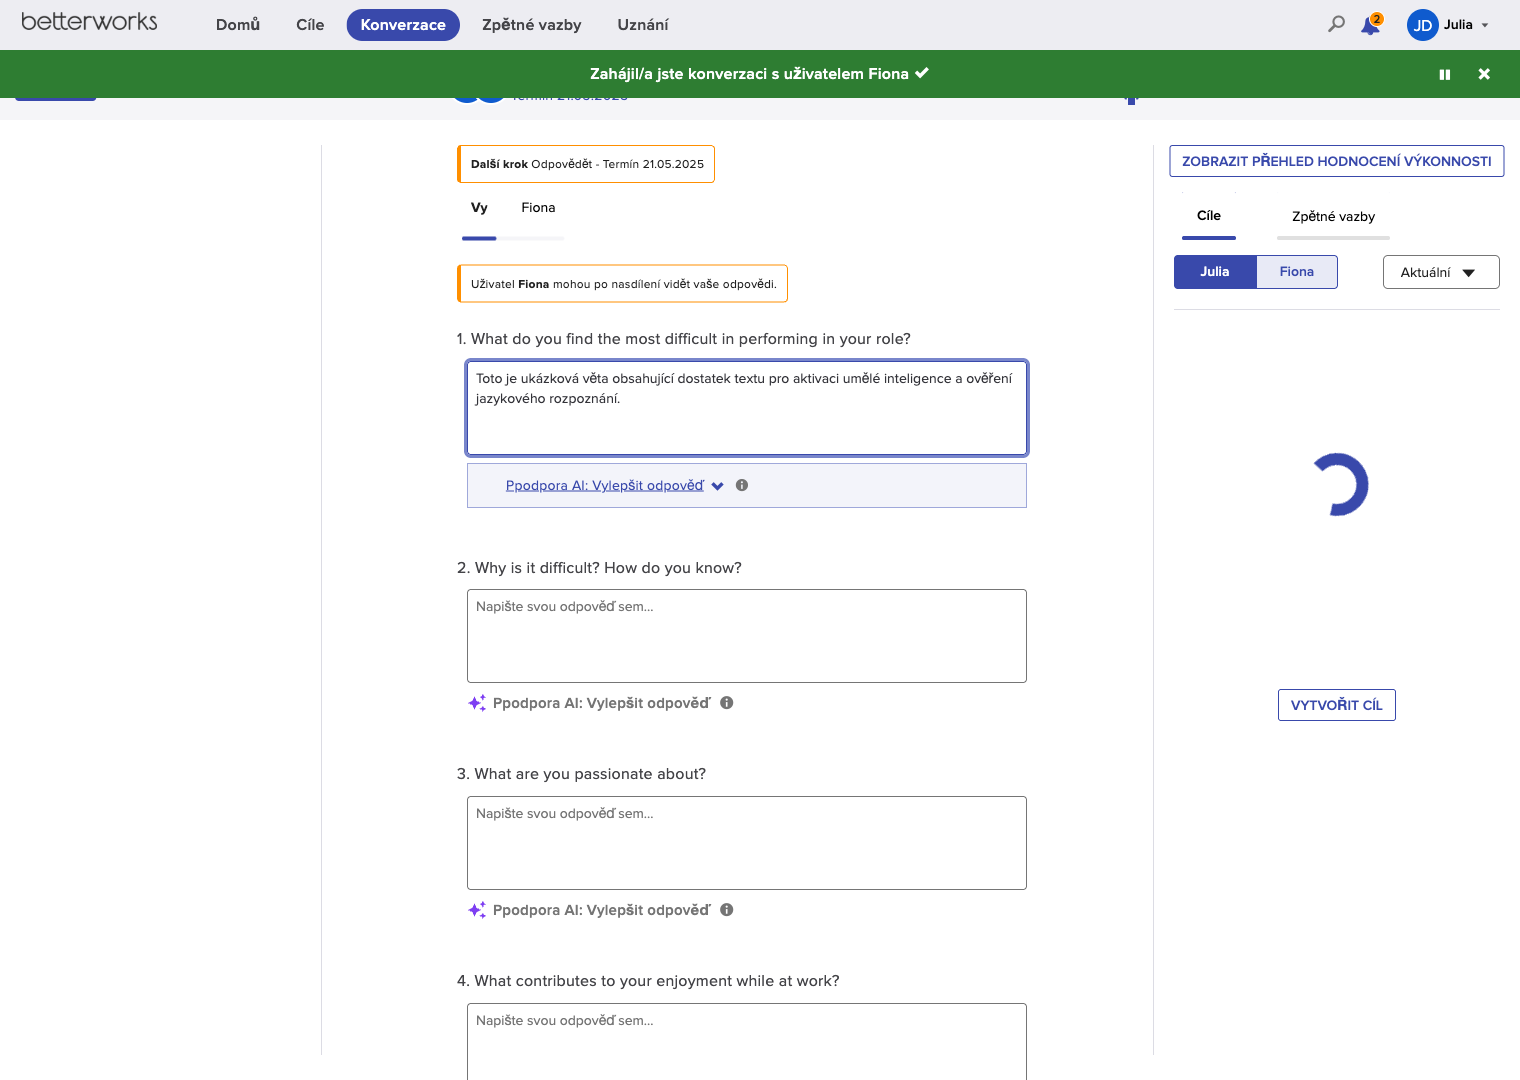 betterworks
Domů
Cíle
Konverzace
Zpětné vazby
Uznání
2
JD
Julia
Zahájil/a jste konverzaci s uživatelem Fiona
Další krok Odpovědět - Termín 21.05.2025
Vy
Fiona
Uživatel Fiona mohou po nasdílení vidět vaše odpovědi.
1. What do you find the most difficult in performing in your role?
Toto je ukázková věta obsahující dostatek textu pro aktivaci umělé inteligence a ověření
jazykového rozpoznání.
Ppodpora AI: Vylepšit odpověď
2. Why is it difficult? How do you know?
Napište svou odpověď sem...
Ppodpora AI: Vylepšit odpověď
3. What are you passionate about?
Napište svou odpověď sem...
Ppodpora AI: Vylepšit odpověď
4. What contributes to your enjoyment while at work?
Napište svou odpověď sem...
ZOBRAZIT PŘEHLED HODNOCENÍ VÝKONNOSTI
Cíle
Zpětné vazby
Julia
Fiona
Aktuální
VYTVOŘIT CÍL